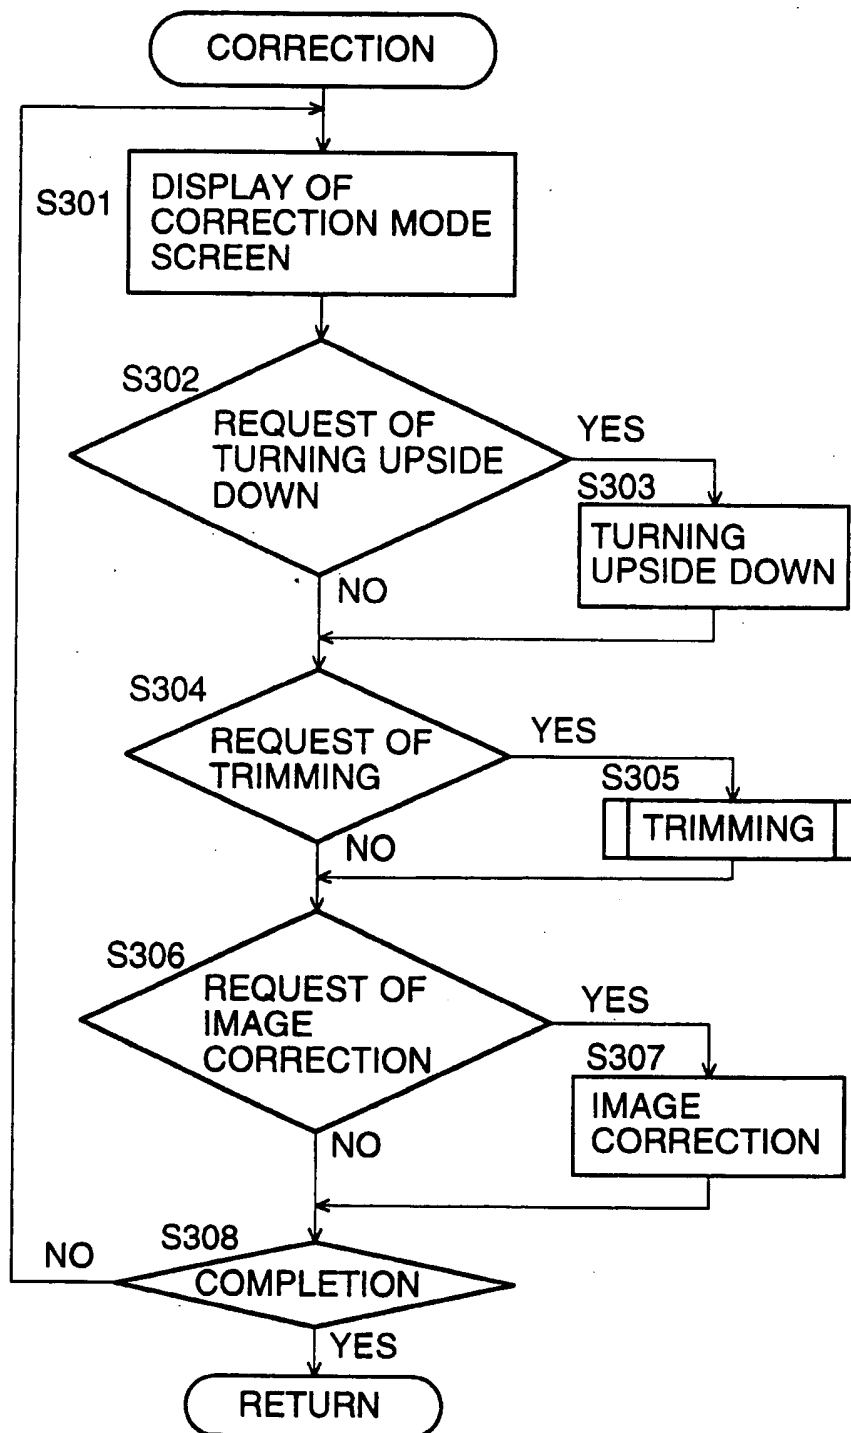 CORRECTION
S301
DISPLAY OF
CORRECTION MODE
SCREEN
S302
REQUEST OF
TURNING UPSIDE
DOWN
YES
S303
TURNING
UPSIDE DOWN
NO
S304
REQUEST OF
TRIMMING
YES
S305
TRIMMING
NO
S306
REQUEST OF
IMAGE
CORRECTION
YES
S307
IMAGE
CORRECTION
NO
S308
NO
COMPLETION
YES
RETURN